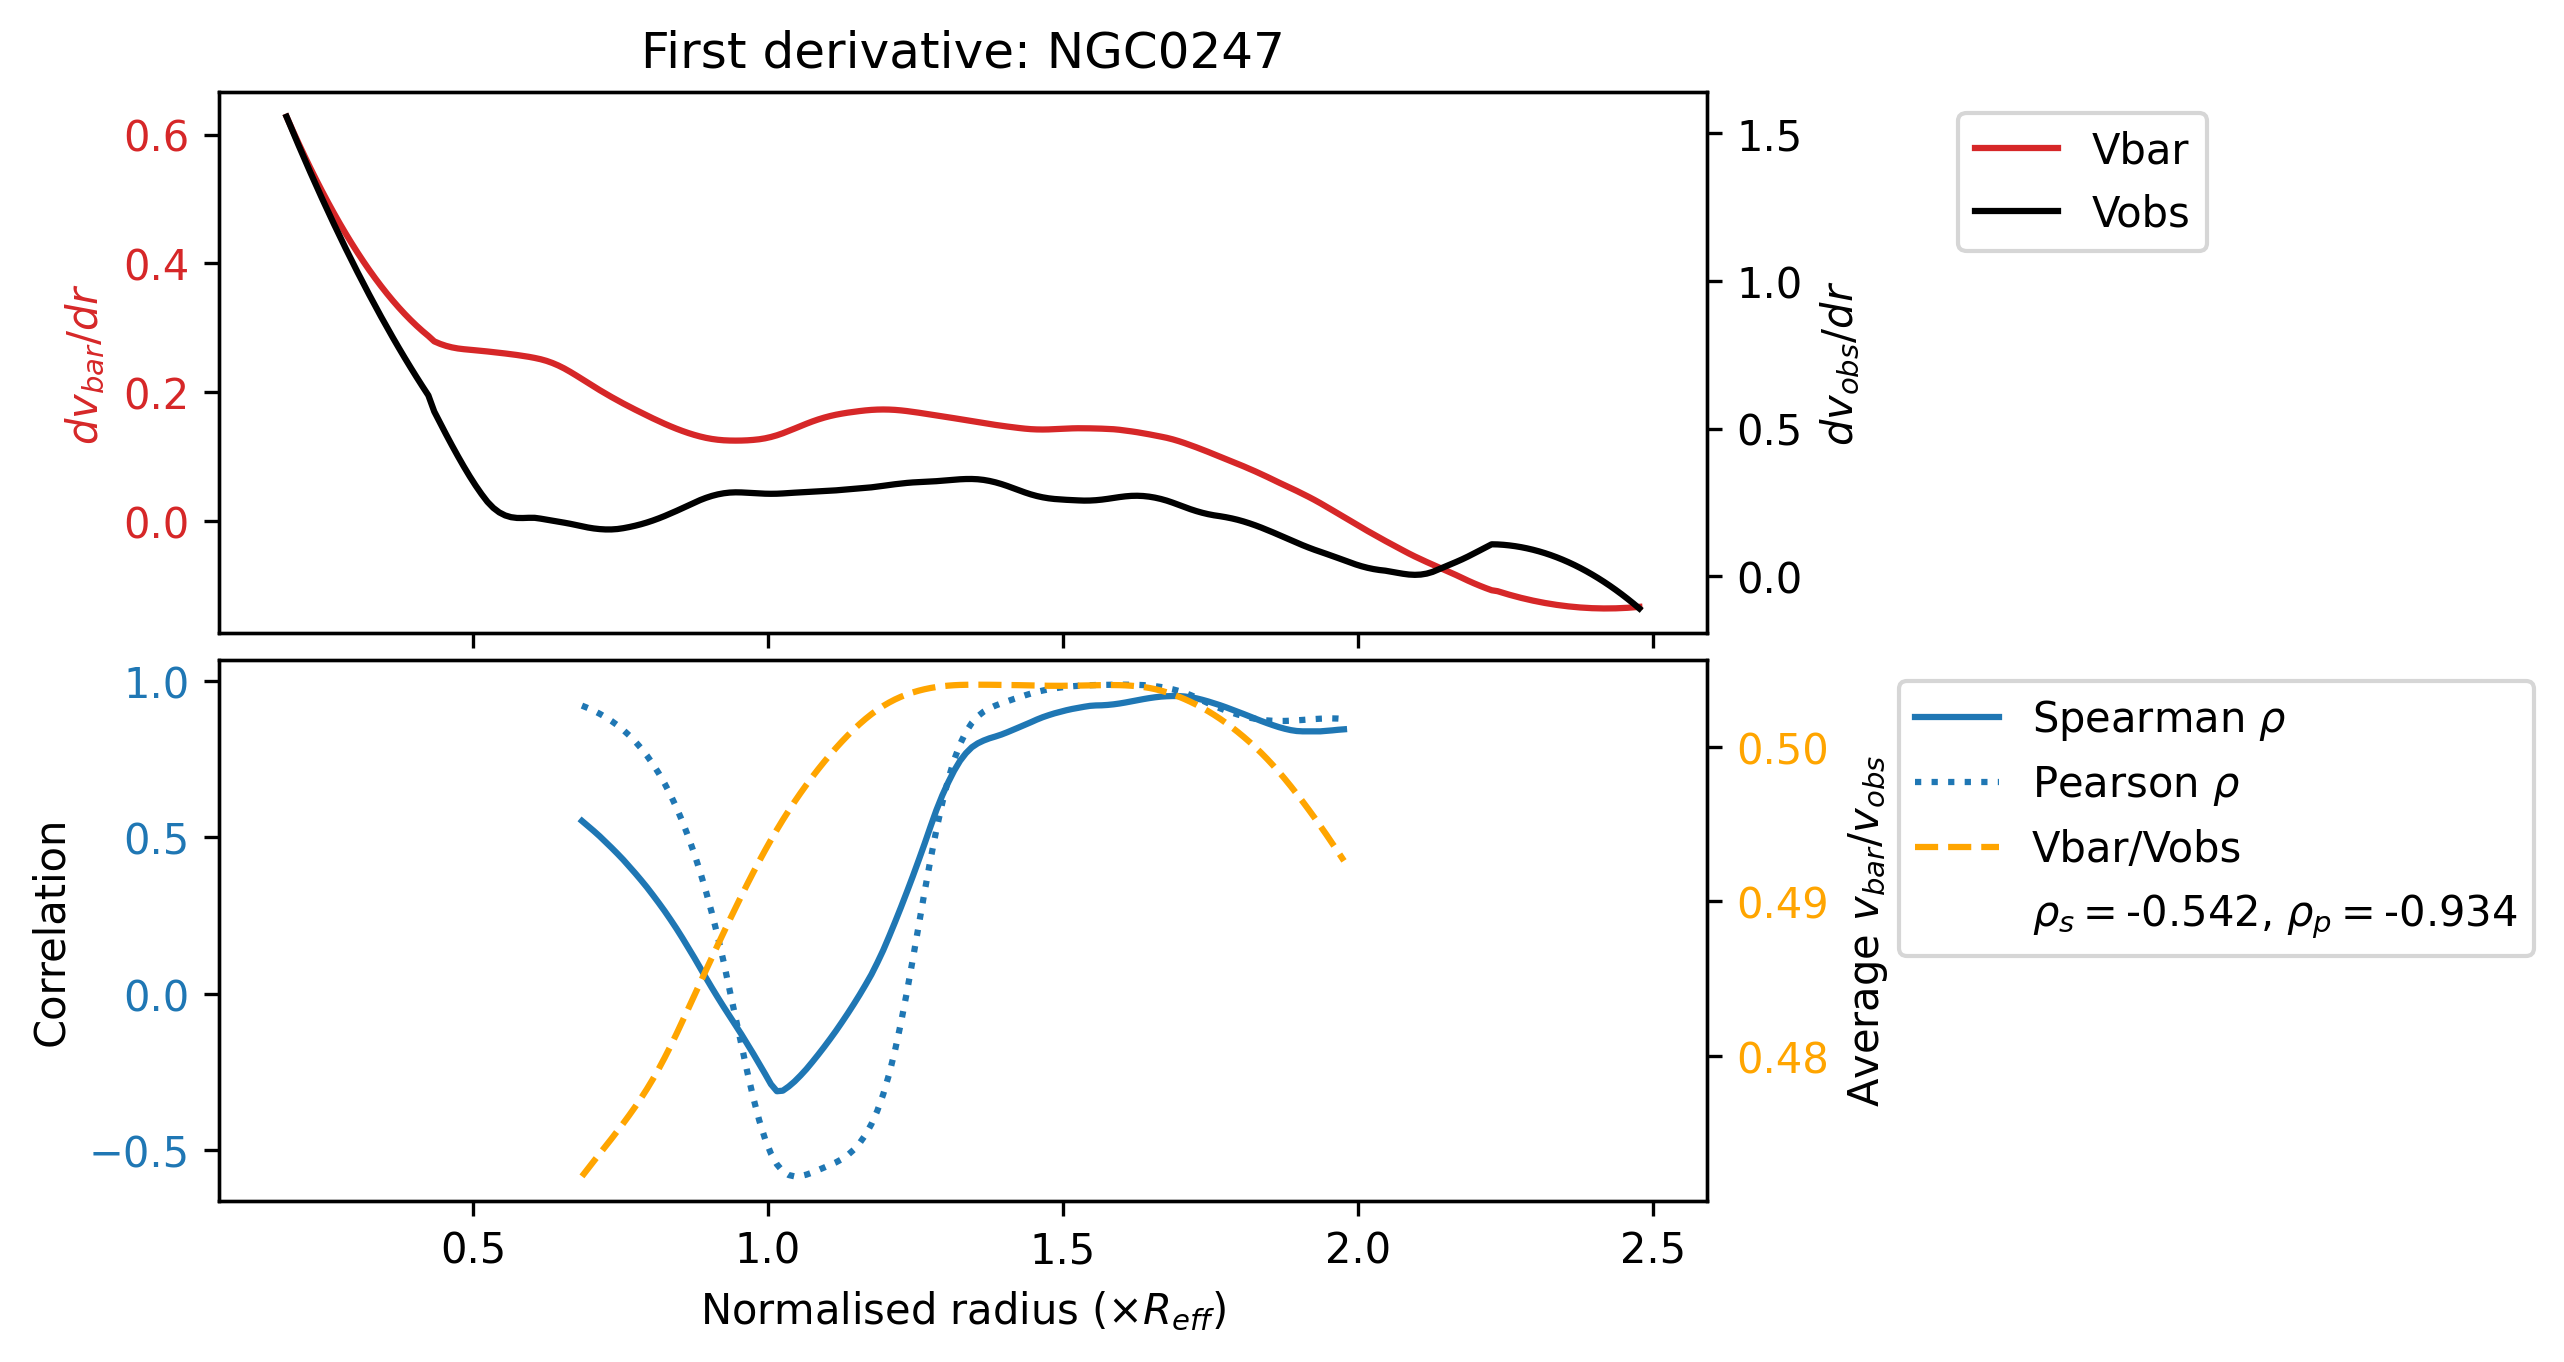 First derivative: NGC0247
0.6
0.4
0.2
0.0
dv_bar/dr
1.5
1.0
0.5
0.0
dv_obs/dr
Vbar
Vobs
1.0
0.5
0.0
−0.5
Correlation
0.50
0.49
0.48
Average v_bar/v_obs
Spearman ρ
Pearson ρ
Vbar/Vobs
ρ_s = -0.542, ρ_p = -0.934
0.5 1.0 1.5 2.0 2.5
Normalised radius (×R_eff)